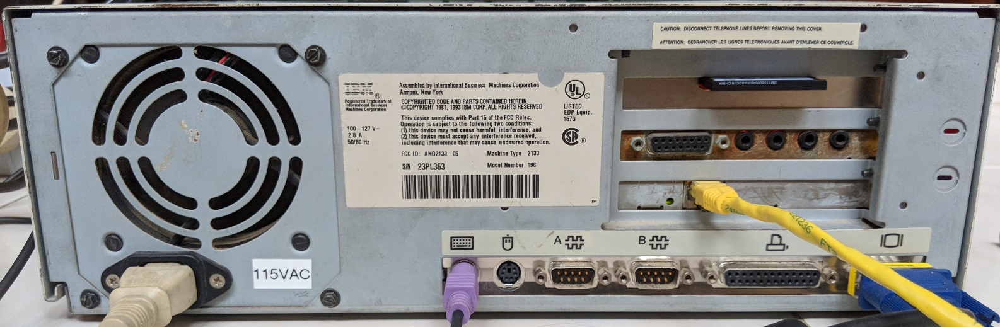 CAUTION: DISCONNECT TELEPHONE LINES BEFORE REMOVING THIS COVER.
ATTENTION: DEBRANCHER LES LIGNES TELEPHONIQUES AVANT D'ENLEVER CE COUVERCLE.
IBM®
Registered Trademark of
International Business
Machines Corporation
100-127 V~
2.8 A
50/60 Hz
Assembled by International Business Machines Corporation
Armonk, New York
COPYRIGHTED CODE AND PARTS CONTAINED HEREIN.
©COPYRIGHT 1981, 1993 IBM CORP. ALL RIGHTS RESERVED
This device complies with Part 15 of the FCC Rules.
Operation is subject to the following two conditions:
(1) this device may not cause harmful interference, and
(2) this device must accept any interference received,
including interference that may cause undesired operation.
FCC ID: ANO2133-05 Machine Type 2133
S/N 23PL363 Model Number 19C
UL®
LISTED
EDP Equip.
167G
SA®
DP
MADE IN CHINA
A
B
115VAC